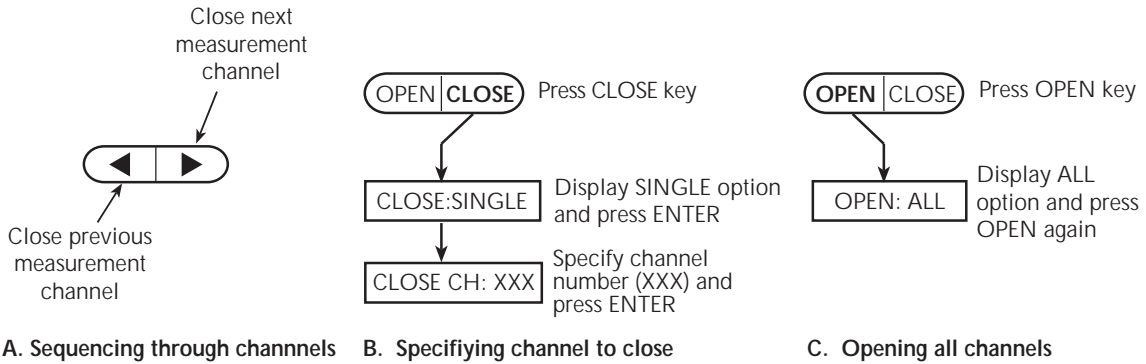 Close next
measurement
channel
Close previous
measurement
channel
A. Sequencing through channnels
OPEN CLOSE Press CLOSE key
CLOSE:SINGLE
Display SINGLE option
and press ENTER
CLOSE CH: XXX
Specify channel
number (XXX) and
press ENTER
B. Specifiying channel to close
OPEN CLOSE Press OPEN key
OPEN: ALL
Display ALL
option and press
OPEN again
C. Opening all channels